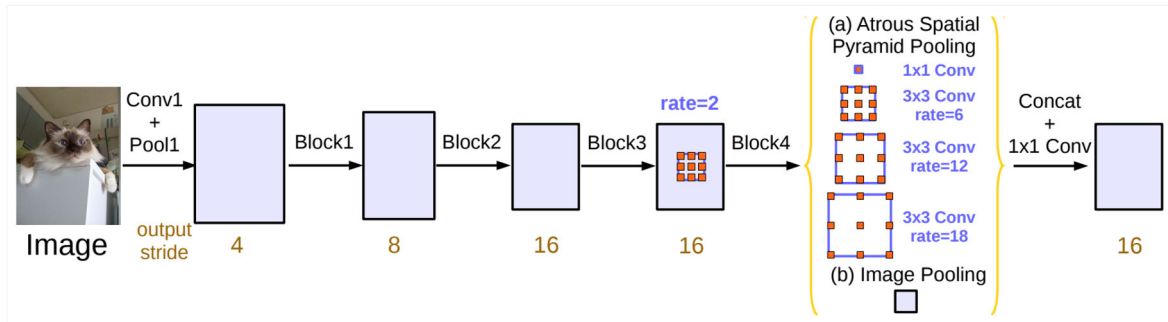 (a) Atrous Spatial
Pyramid Pooling
1x1 Conv
3x3 Conv
rate=6
3x3 Conv
rate=12
3x3 Conv
rate=18
(b) Image Pooling
Conv1
+
Pool1
Block1
Block2
Block3
rate=2
Block4
Concat
+
1x1 Conv
Image
output
stride
4
8
16
16
16